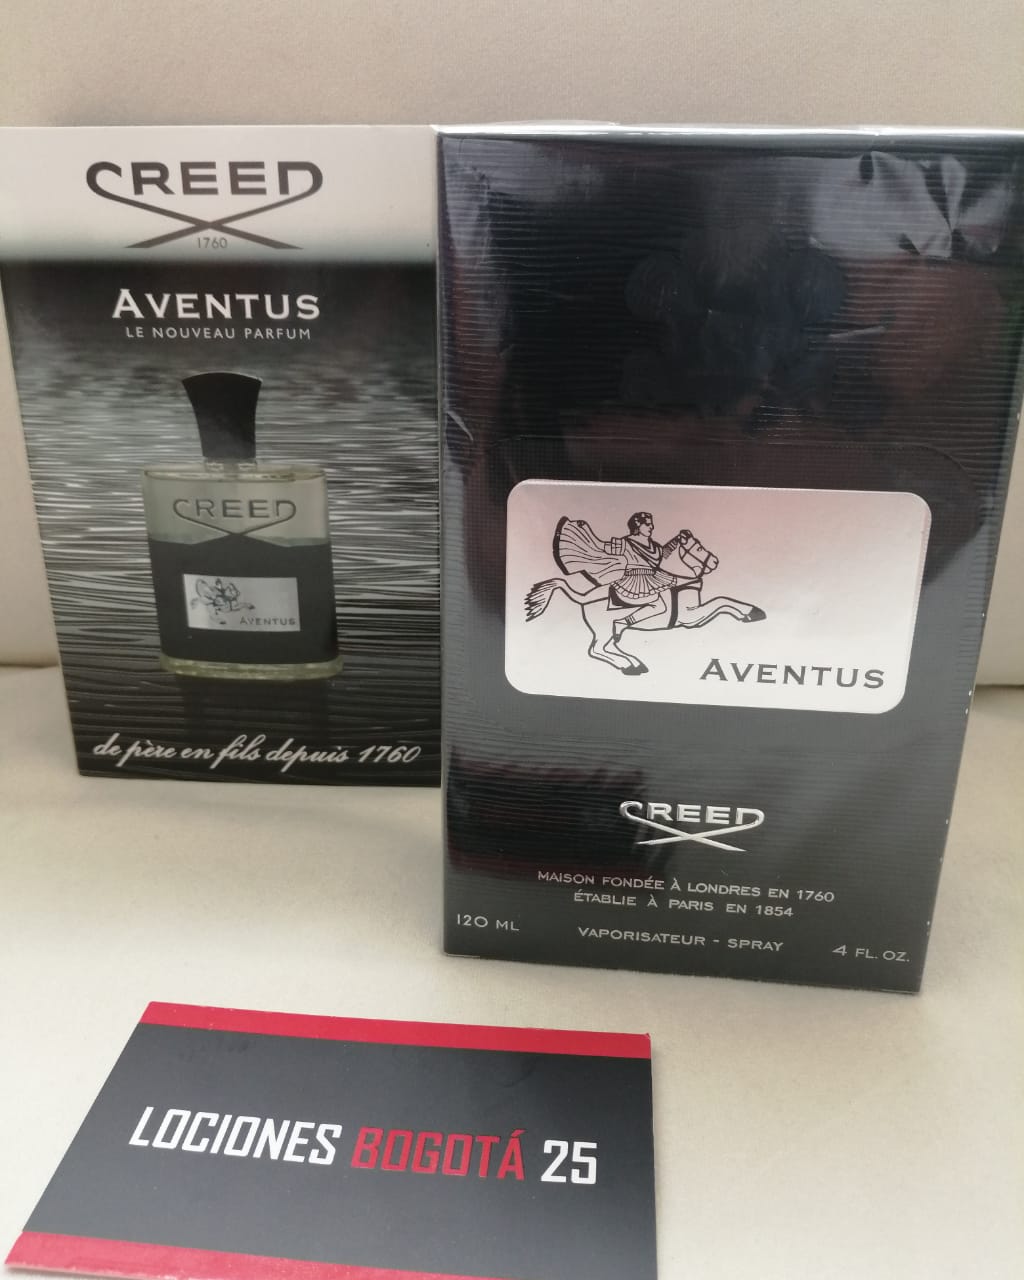 CREED
1760
AVENTUS
LE NOUVEAU PARFUM
CREED
AVENTUS
de père en fils depuis 1760
AVENTUS
CREED
MAISON FONDÉE À LONDRES EN 1760
ÉTABLIE À PARIS EN 1854
120 ML
VAPORISATEUR - SPRAY
4 FL. OZ.
LOCIONES BOGOTÁ 25